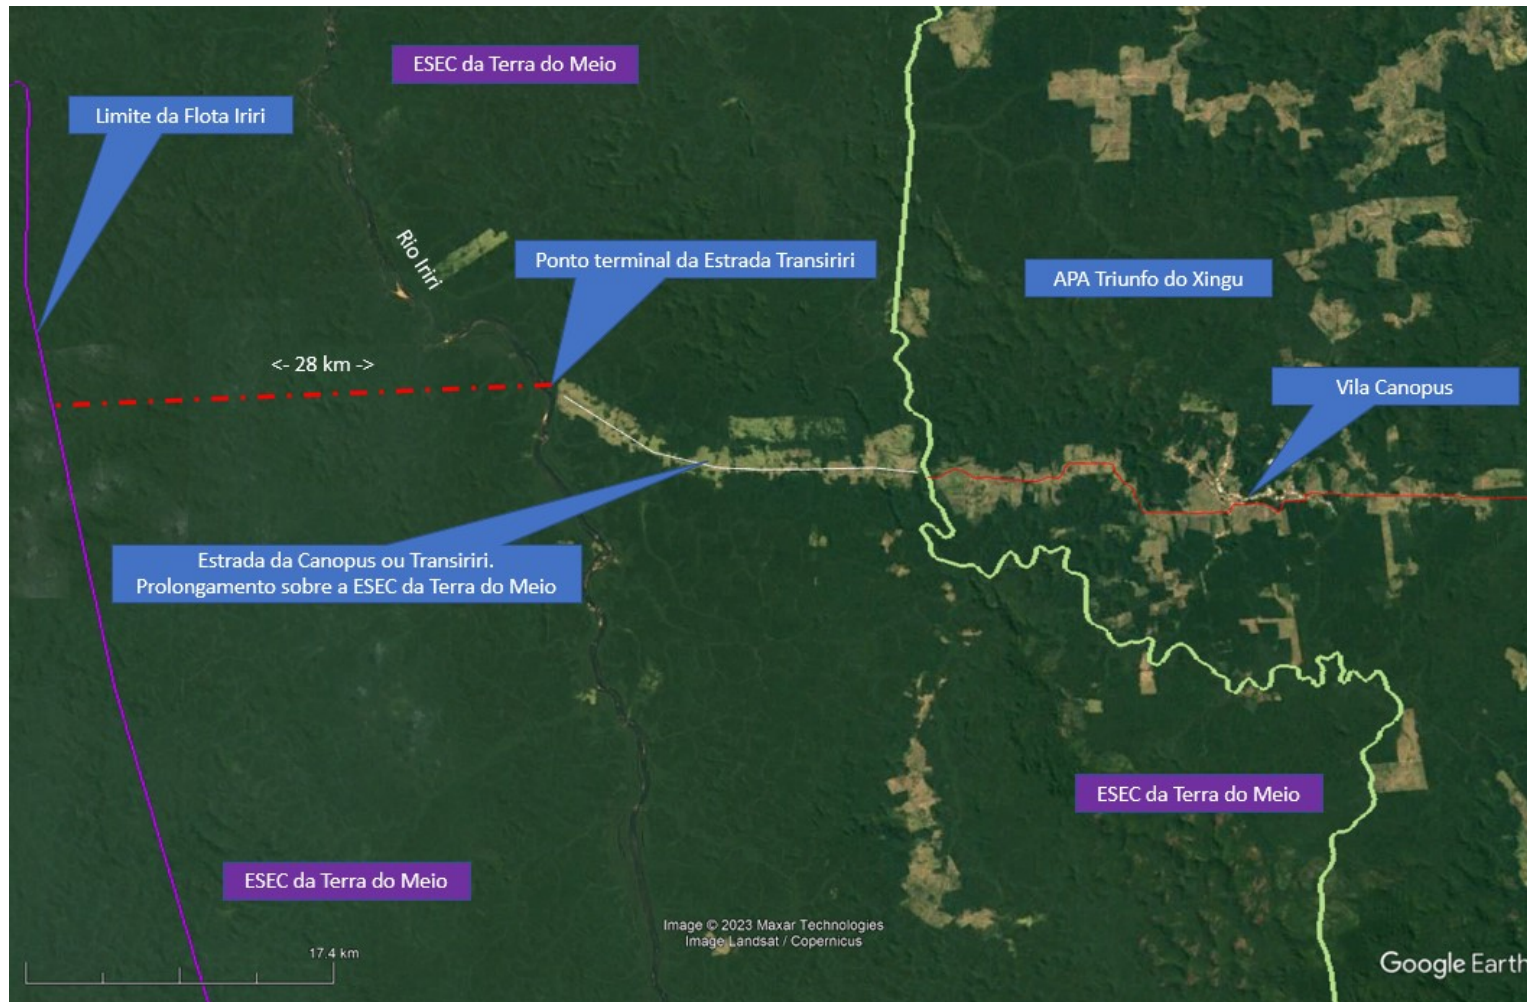 ESEC da Terra do Meio
Limite da Flota Iriri
Rio Iriri
Ponto terminal da Estrada Transiriri
APA Triunfo do Xingu
<- 28 km ->
Vila Canopus
Estrada da Canopus ou Transiriri.
Prolongamento sobre a ESEC da Terra do Meio
ESEC da Terra do Meio
ESEC da Terra do Meio
Image © 2023 Maxar Technologies
Image Landsat / Copernicus
17.4 km
Google Earth